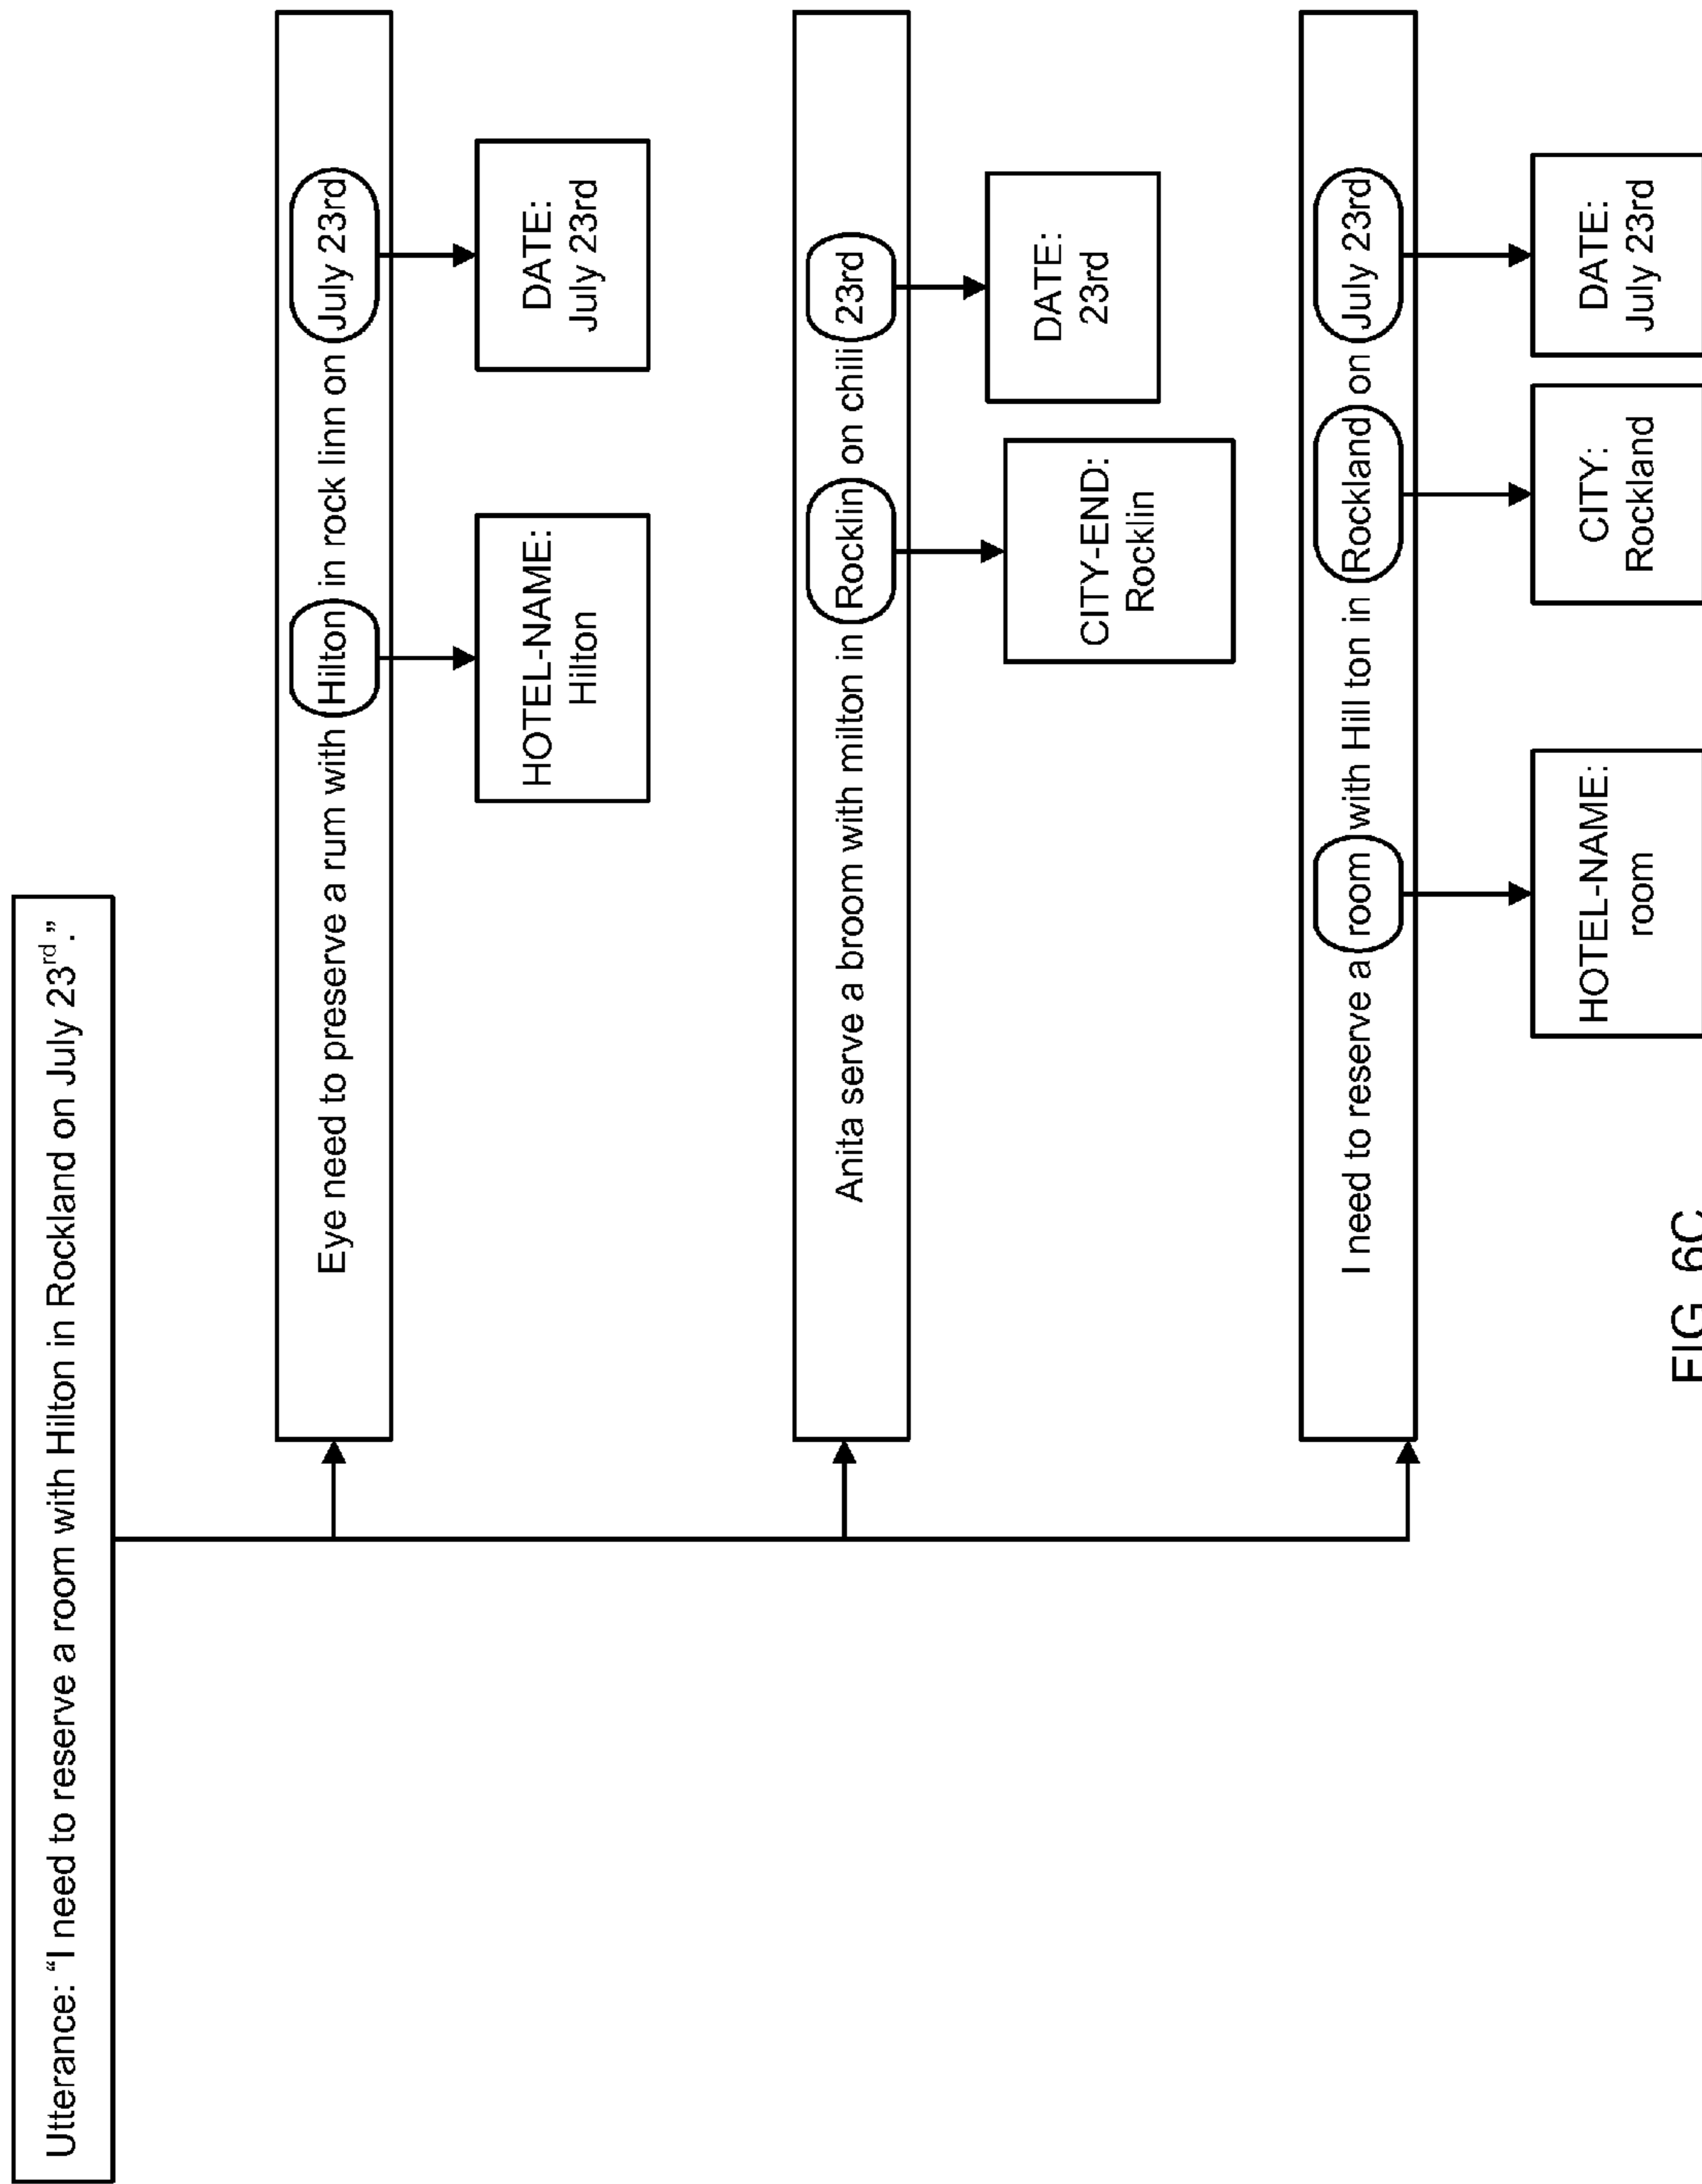 Utterance: “I need to reserve a room with Hilton in Rockland on July 23rd.”
Eye need to preserve a rum with Hilton in rock linn on July 23rd
HOTEL-NAME:
Hilton
DATE:
July 23rd
Anita serve a broom with milton in Rocklin on chili 23rd
CITY-END:
Rocklin
DATE:
23rd
I need to reserve a room with Hill ton in Rockland on July 23rd
HOTEL-NAME:
room
CITY:
Rockland
DATE:
July 23rd
FIG. 6C